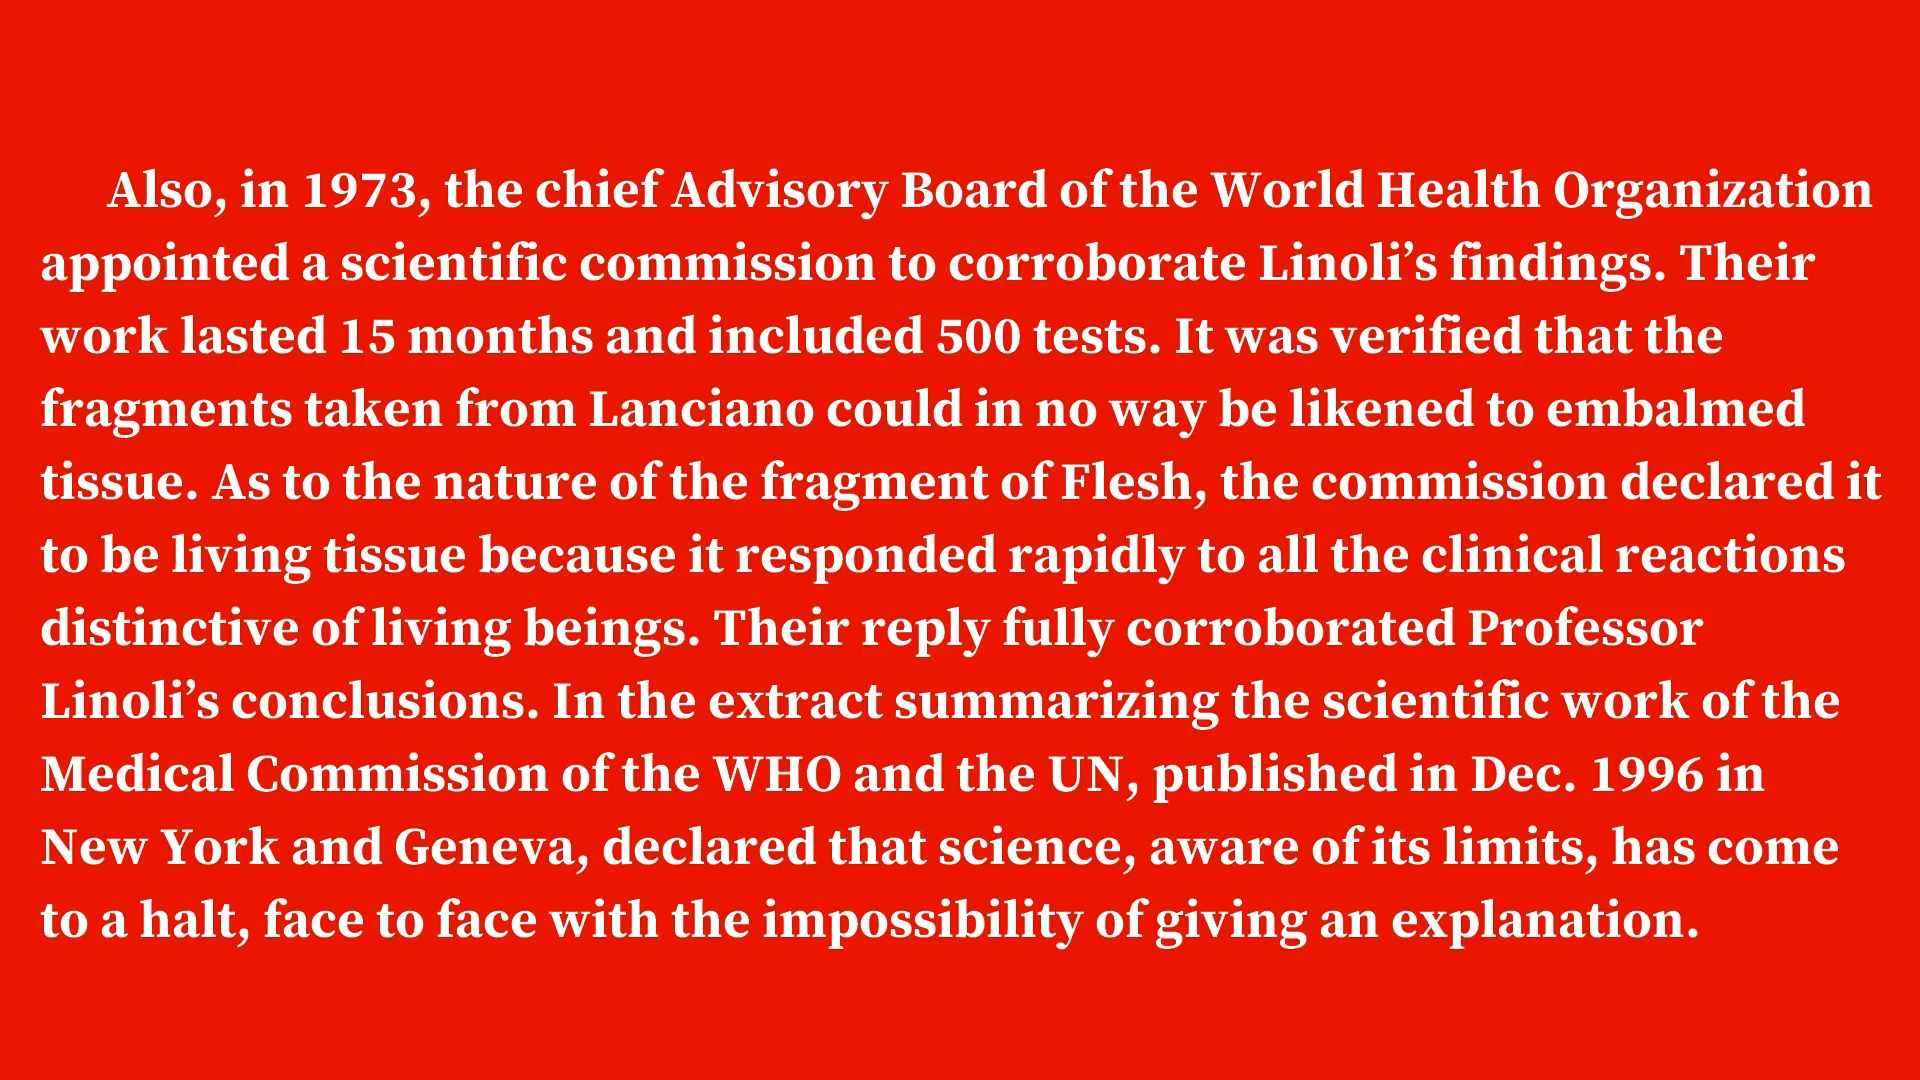 Also, in 1973, the chief Advisory Board of the World Health Organization
appointed a scientific commission to corroborate Linoli’s findings. Their
work lasted 15 months and included 500 tests. It was verified that the
fragments taken from Lanciano could in no way be likened to embalmed
tissue. As to the nature of the fragment of Flesh, the commission declared it
to be living tissue because it responded rapidly to all the clinical reactions
distinctive of living beings. Their reply fully corroborated Professor
Linoli’s conclusions. In the extract summarizing the scientific work of the
Medical Commission of the WHO and the UN, published in Dec. 1996 in
New York and Geneva, declared that science, aware of its limits, has come
to a halt, face to face with the impossibility of giving an explanation.